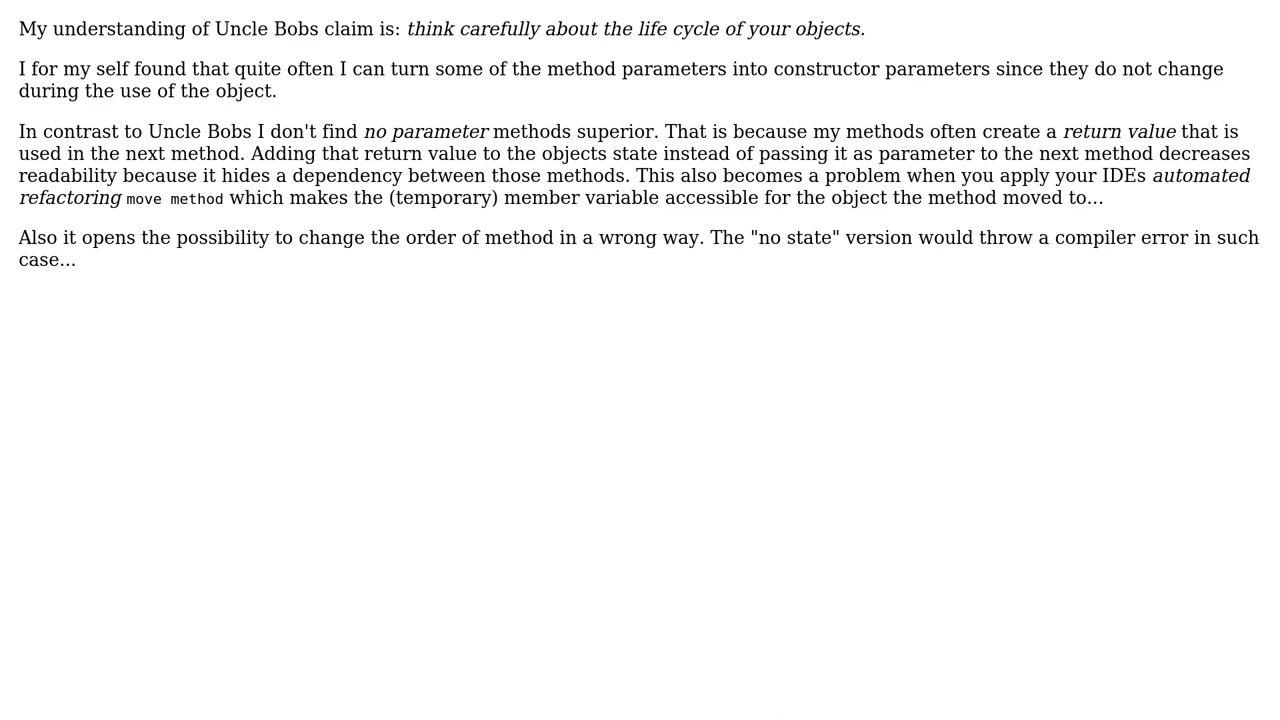 My understanding of Uncle Bobs claim is: think carefully about the life cycle of your objects.
I for my self found that quite often I can turn some of the method parameters into constructor parameters since they do not change
during the use of the object.
In contrast to Uncle Bobs I don't find no parameter methods superior. That is because my methods often create a return value that is
used in the next method. Adding that return value to the objects state instead of passing it as parameter to the next method decreases
readability because it hides a dependency between those methods. This also becomes a problem when you apply your IDEs automated
refactoring move method which makes the (temporary) member variable accessible for the object the method moved to...
Also it opens the possibility to change the order of method in a wrong way. The "no state" version would throw a compiler error in such
case...